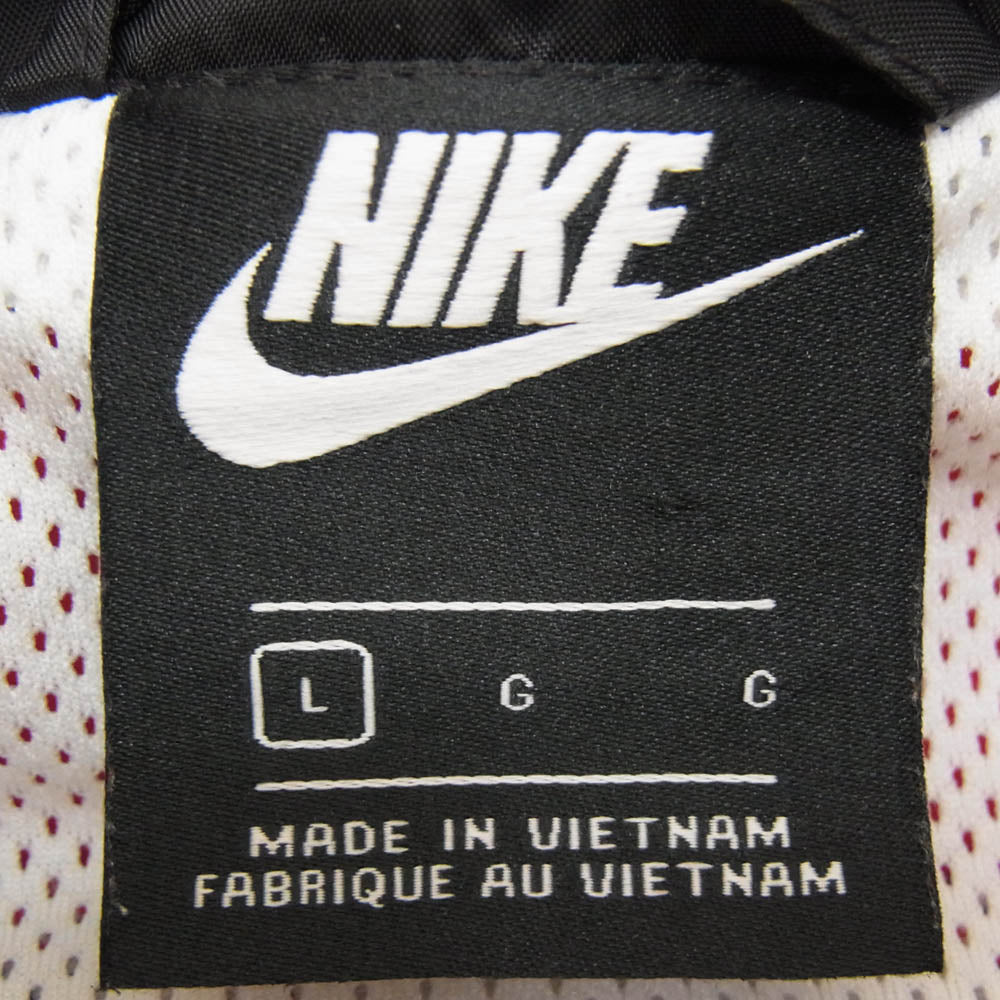 NIKE
L G G
MADE IN VIETNAM
FABRIQUE AU VIETNAM